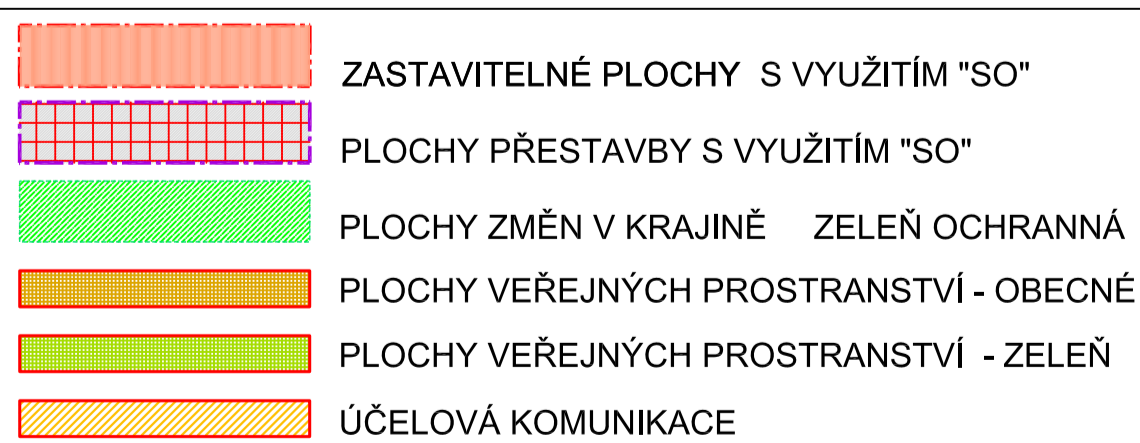 ZASTAVITELNÉ PLOCHY S VYUŽITÍM "SO"
PLOCHY PŘESTAVBY S VYUŽITÍM "SO"
PLOCHY ZMĚN V KRAJINĚ ZELEŇ OCHRANNÁ
PLOCHY VEŘEJNÝCH PROSTRANSTVÍ - OBECNÉ
PLOCHY VEŘEJNÝCH PROSTRANSTVÍ - ZELEŇ
ÚČELOVÁ KOMUNIKACE